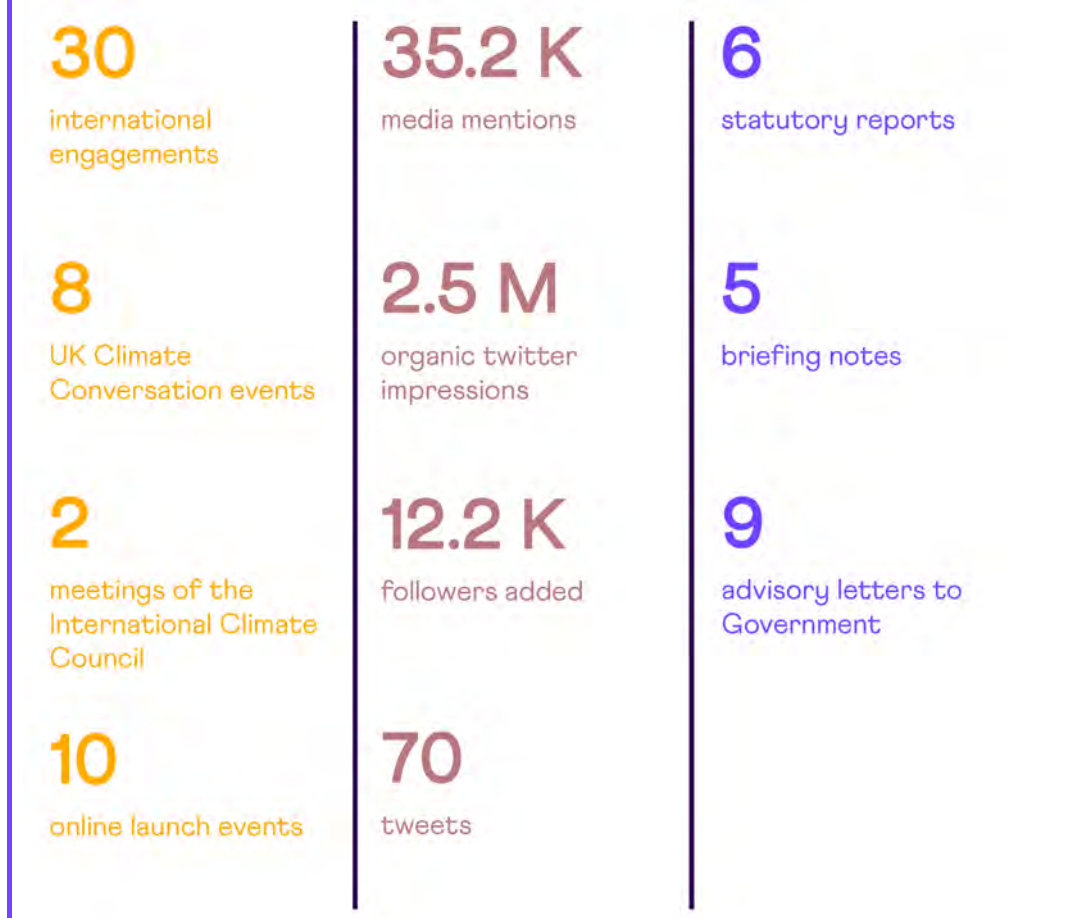 30
international
engagements
8
UK Climate
Conversation events
2
meetings of the
International Climate
Council
10
online launch events
35.2 K
media mentions
2.5 M
organic twitter
impressions
12.2 K
followers added
70
tweets
6
statutory reports
5
briefing notes
9
advisory letters to
Government